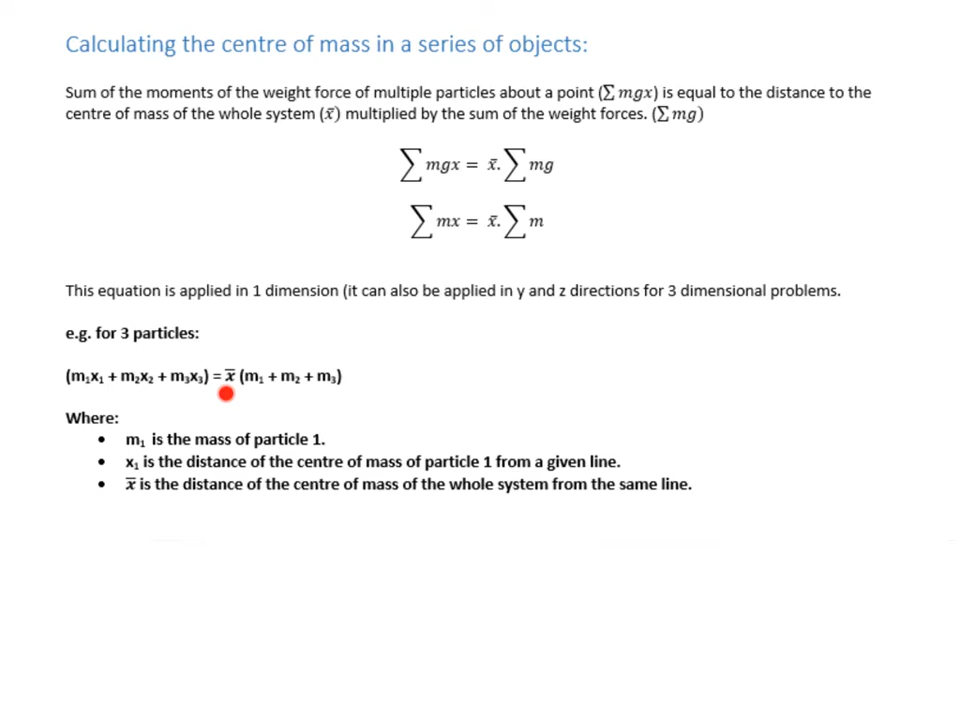 Calculating the centre of mass in a series of objects:
Sum of the moments of the weight force of multiple particles about a point (∑ mgx) is equal to the distance to the
centre of mass of the whole system (x̄) multiplied by the sum of the weight forces. (∑ mg)
∑ mgx = x̄. ∑ mg
∑ mx = x̄. ∑ m
This equation is applied in 1 dimension (it can also be applied in y and z directions for 3 dimensional problems.
e.g. for 3 particles:
(m₁x₁ + m₂x₂ + m₃x₃) = x̄ (m₁ + m₂ + m₃)
Where:
• m₁ is the mass of particle 1.
• x₁ is the distance of the centre of mass of particle 1 from a given line.
• x̄ is the distance of the centre of mass of the whole system from the same line.